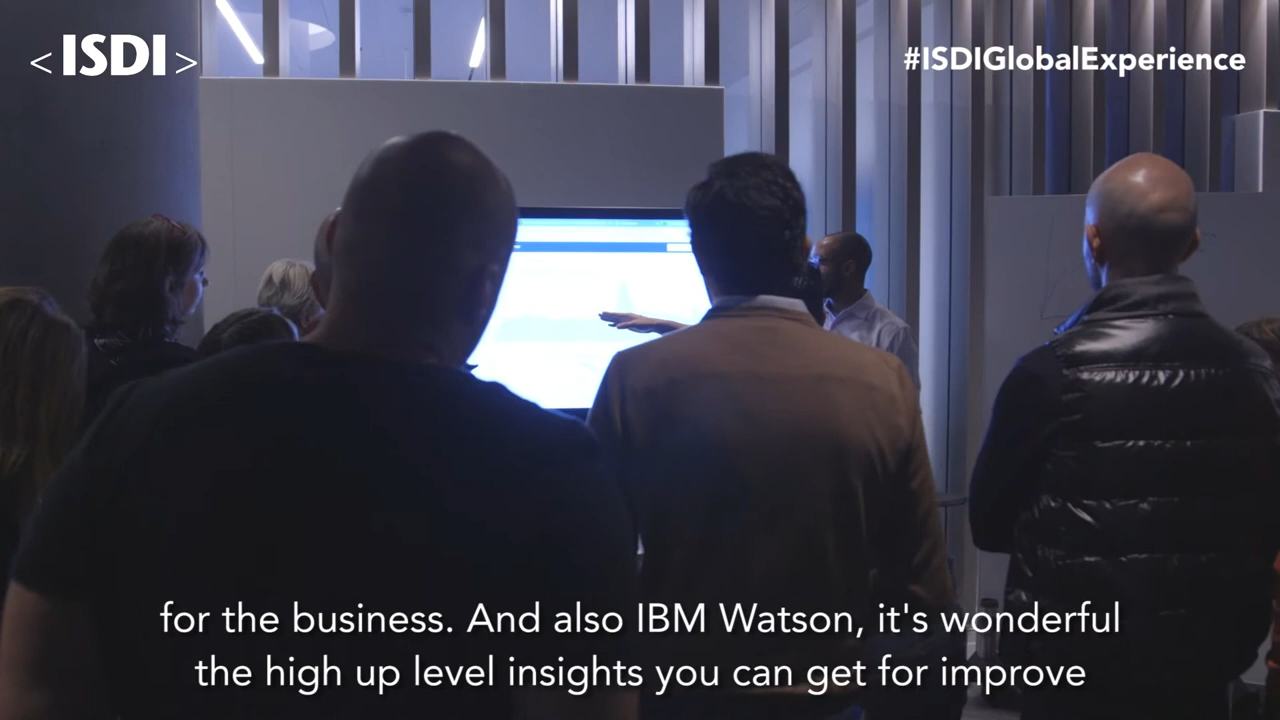 <ISDI>
#ISDIGlobalExperience
for the business. And also IBM Watson, it's wonderful
the high up level insights you can get for improve